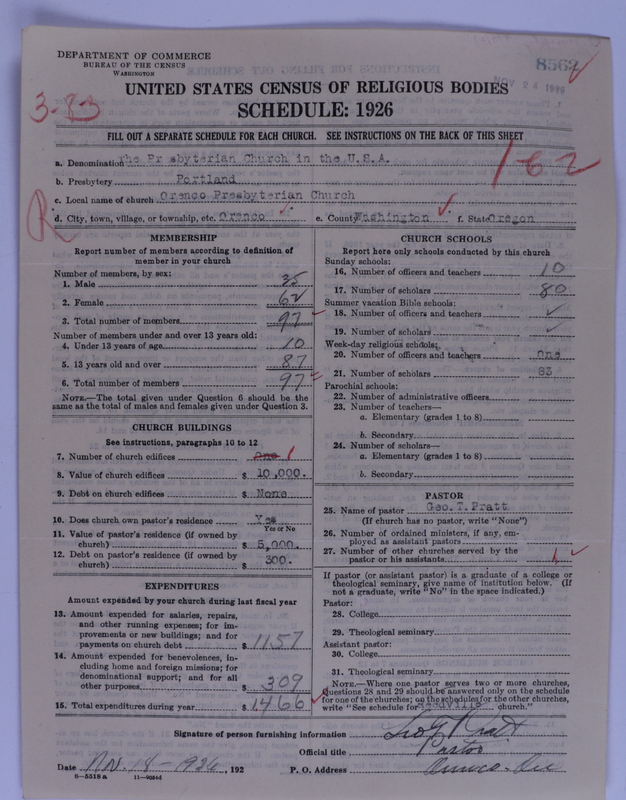 DEPARTMENT OF COMMERCE
BUREAU OF THE CENSUS
WASHINGTON
8562
NOV 24 1926
UNITED STATES CENSUS OF RELIGIOUS BODIES
SCHEDULE: 1926
3-83
FILL OUT A SEPARATE SCHEDULE FOR EACH CHURCH. SEE INSTRUCTIONS ON THE BACK OF THIS SHEET
1-62
a. Denomination The Presbyterian Church in the U.S.A.
b. Presbytery Portland
c. Local name of church Orenco Presbyterian Church
R
d. City, town, village, or township, etc. Orenco e. County Washington f. State Oregon
MEMBERSHIP
Report number of members according to definition of
member in your church
Number of members, by sex:
1. Male 35
2. Female 62
3. Total number of members 97
Number of members under and over 13 years old:
4. Under 13 years of age 10
5. 13 years old and over 87
6. Total number of members 97
NOTE.—The total given under Question 6 should be the
same as the total of males and females given under Question 3.
CHURCH BUILDINGS
See instructions, paragraphs 10 to 12
7. Number of church edifices One 1
8. Value of church edifices $ 10,000.
9. Debt on church edifices $ None
10. Does church own pastor's residence Yes
Yes or No
11. Value of pastor's residence (if owned by
church) $ 5,000.
12. Debt on pastor's residence (if owned by
church) $ 300.
EXPENDITURES
Amount expended by your church during last fiscal year
13. Amount expended for salaries, repairs,
and other running expenses; for im-
provements or new buildings; and for
payments on church debt $ 1157
14. Amount expended for benevolences, in-
cluding home and foreign missions; for
denominational support; and for all
other purposes $ 309
15. Total expenditures during year $ 1466
CHURCH SCHOOLS
Report here only schools conducted by this church
Sunday schools:
16. Number of officers and teachers 10
17. Number of scholars 80
Summer vacation Bible schools:
18. Number of officers and teachers
19. Number of scholars
Week-day religious schools:
20. Number of officers and teachers One
21. Number of scholars 83
Parochial schools:
22. Number of administrative officers
23. Number of teachers—
a. Elementary (grades 1 to 8)
b. Secondary
24. Number of scholars—
a. Elementary (grades 1 to 8)
b. Secondary
PASTOR
25. Name of pastor Geo. T. Pratt
(If church has no pastor, write "None")
26. Number of ordained ministers, if any, em-
ployed as assistant pastors
27. Number of other churches served by the
pastor or his assistants 1
If pastor (or assistant pastor) is a graduate of a college or
theological seminary, give name of institution below. (If
not a graduate, write "No" in the space indicated.)
Pastor:
28. College
29. Theological seminary
Assistant pastor:
30. College
31. Theological seminary
NOTE.—Where one pastor serves two or more churches,
Questions 28 and 29 should be answered only on the schedule
for one of the churches; on the schedules for the other churches,
write "See schedule for church."
Signature of person furnishing information Geo T Pratt
Official title Pastor
Date Nov. 18-1926, 192 P. O. Address Orenco. Ore
8-5318 a